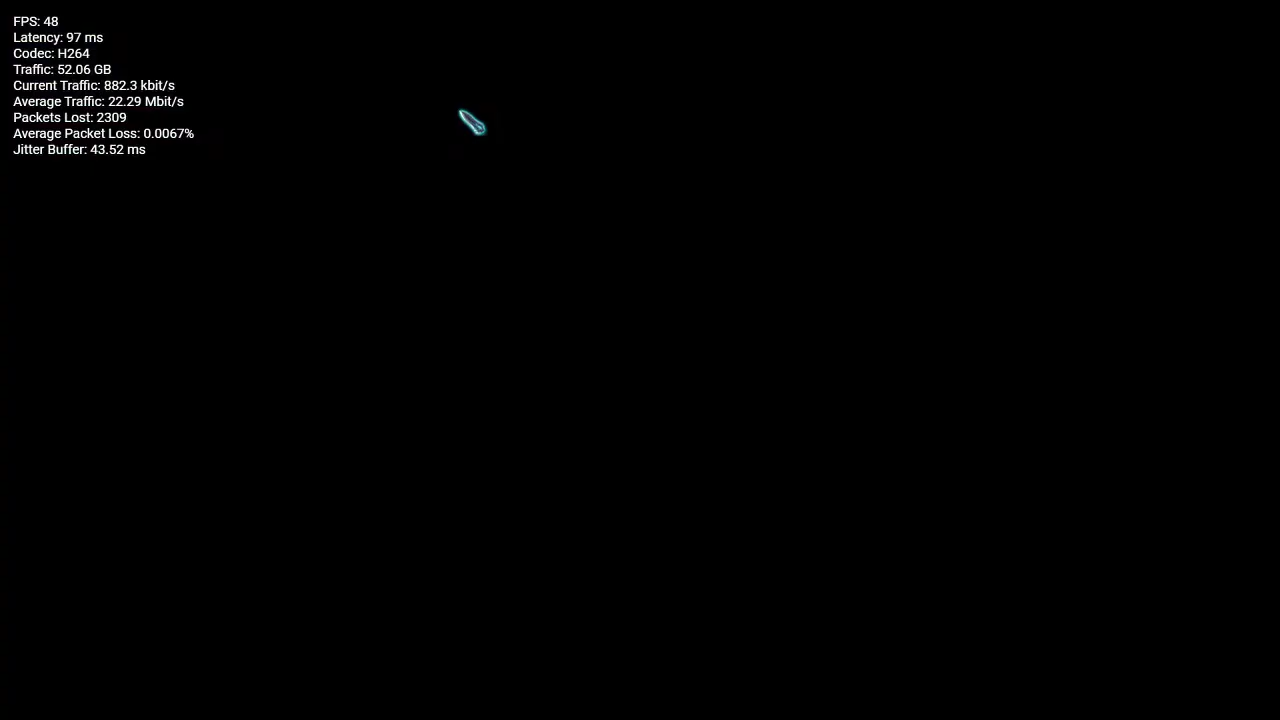 FPS: 48
Latency: 97 ms
Codec: H264
Traffic: 52.06 GB
Current Traffic: 882.3 kbit/s
Average Traffic: 22.29 Mbit/s
Packets Lost: 2309
Average Packet Loss: 0.0067%
Jitter Buffer: 43.52 ms